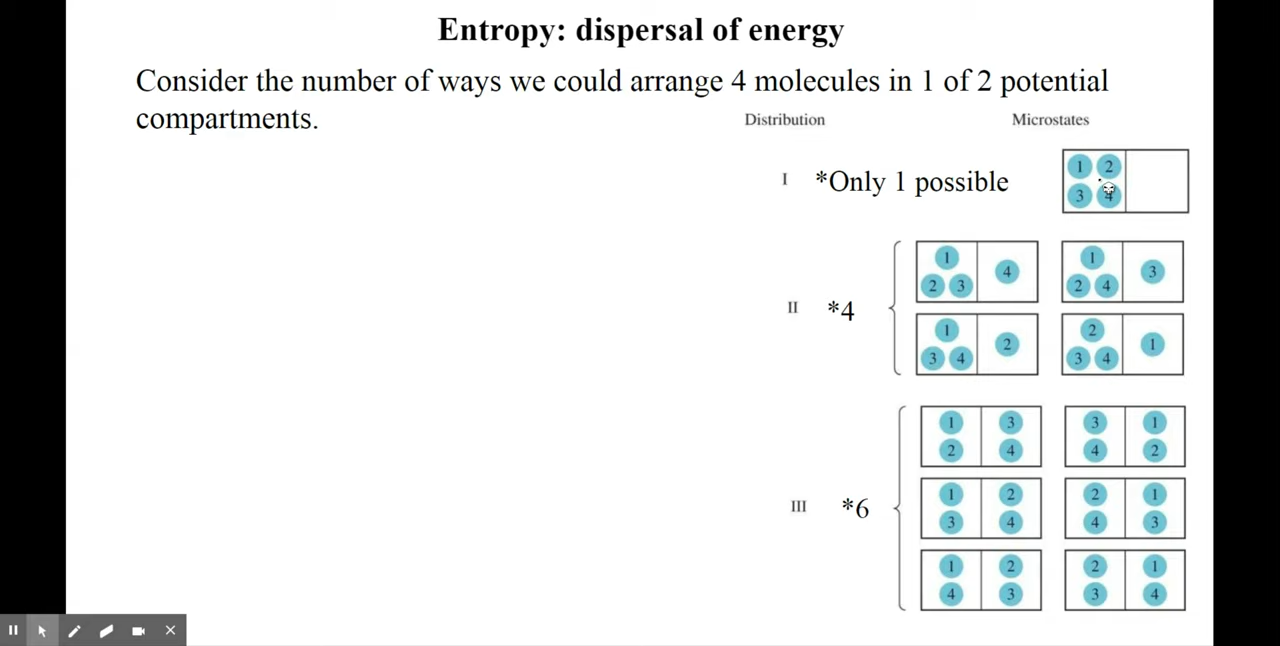 Entropy: dispersal of energy
Consider the number of ways we could arrange 4 molecules in 1 of 2 potential
compartments.
Distribution Microstates
I *Only 1 possible
1 2
3 4
II *4
1 4 1 3
2 3 2 4
1 2 2 1
3 4 3 4
III *6
1 3 3 1
2 4 4 2
1 2 2 1
3 4 4 3
1 2 2 1
4 3 3 4